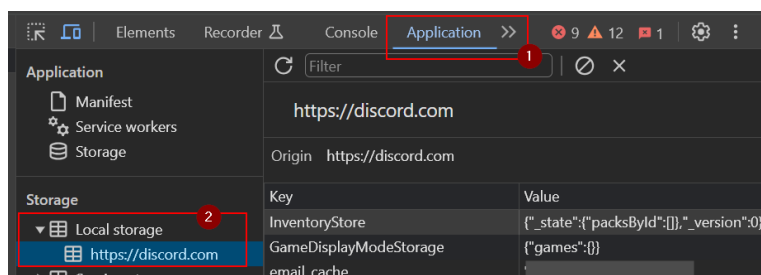 Elements Recorder Console Application 9 12 1
1
Application
Filter
Manifest
https://discord.com
Service workers
Storage
Origin https://discord.com
Storage
Key Value
2
Local storage
InventoryStore {"_state":{"packsById":[]},"_version":0}
https://discord.com
GameDisplayModeStorage {"games":{}}
email_cache